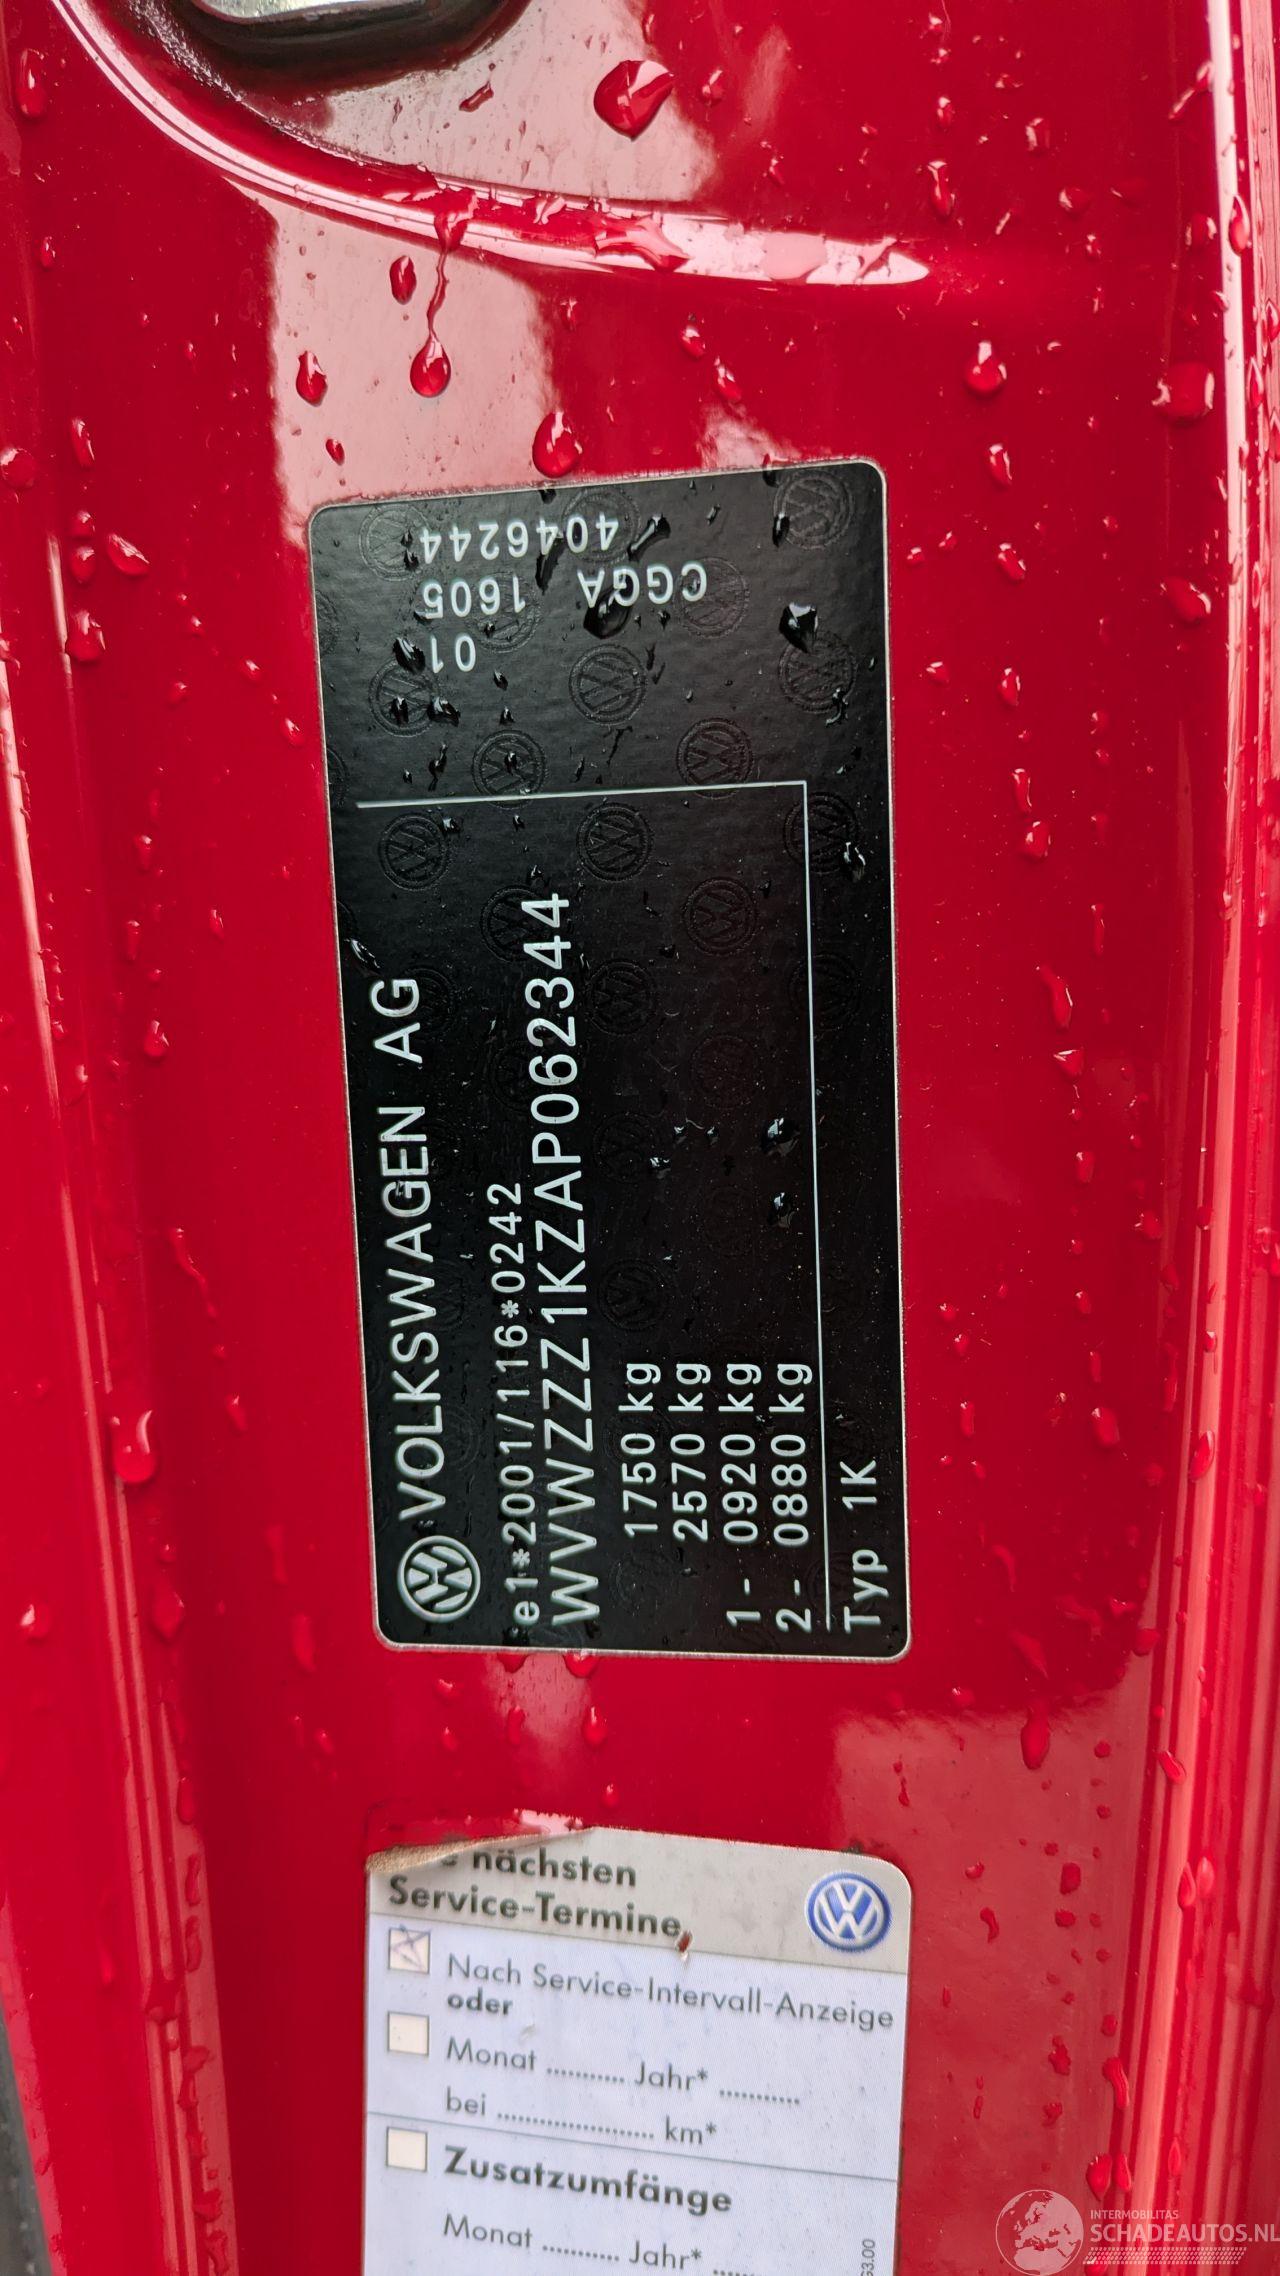 4046244
CGGA 1605
01
VOLKSWAGEN AG
e1*2001/116*0242
WVWZZZ1KZAP062344
1750 kg
2570 kg
1- 0920 kg
2- 0880 kg
Typ 1K
nächsten
Service-Termine
Nach Service-Intervall-Anzeige
oder
Monat ........... Jahr* ...........
bei ...................... km*
Zusatzumfänge
Monat ........... Jahr* ......
INTERMOBILITAS
SCHADEAUTOS.NL